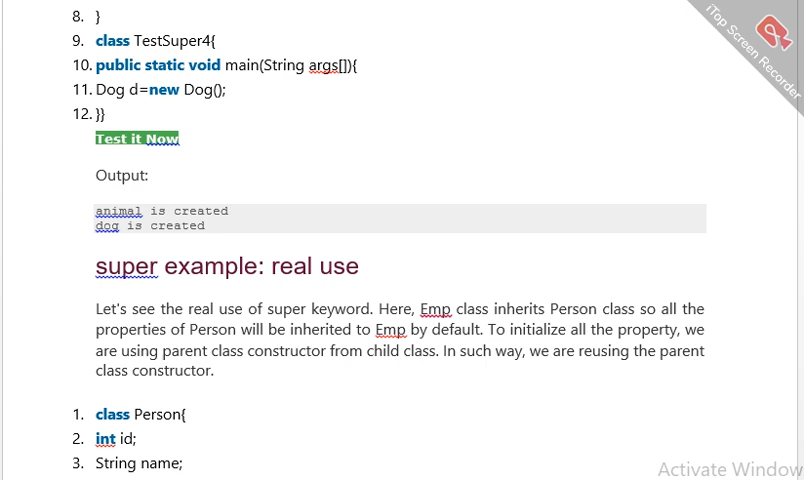 8. }
9. class TestSuper4{
10. public static void main(String args[]){
11. Dog d=new Dog();
12. }}
Test it Now
Output:
animal is created
dog is created
super example: real use
Let's see the real use of super keyword. Here, Emp class inherits Person class so all the
properties of Person will be inherited to Emp by default. To initialize all the property, we
are using parent class constructor from child class. In such way, we are reusing the parent
class constructor.
1. class Person{
2. int id;
3. String name;
iTop Screen Recorder
Activate Window